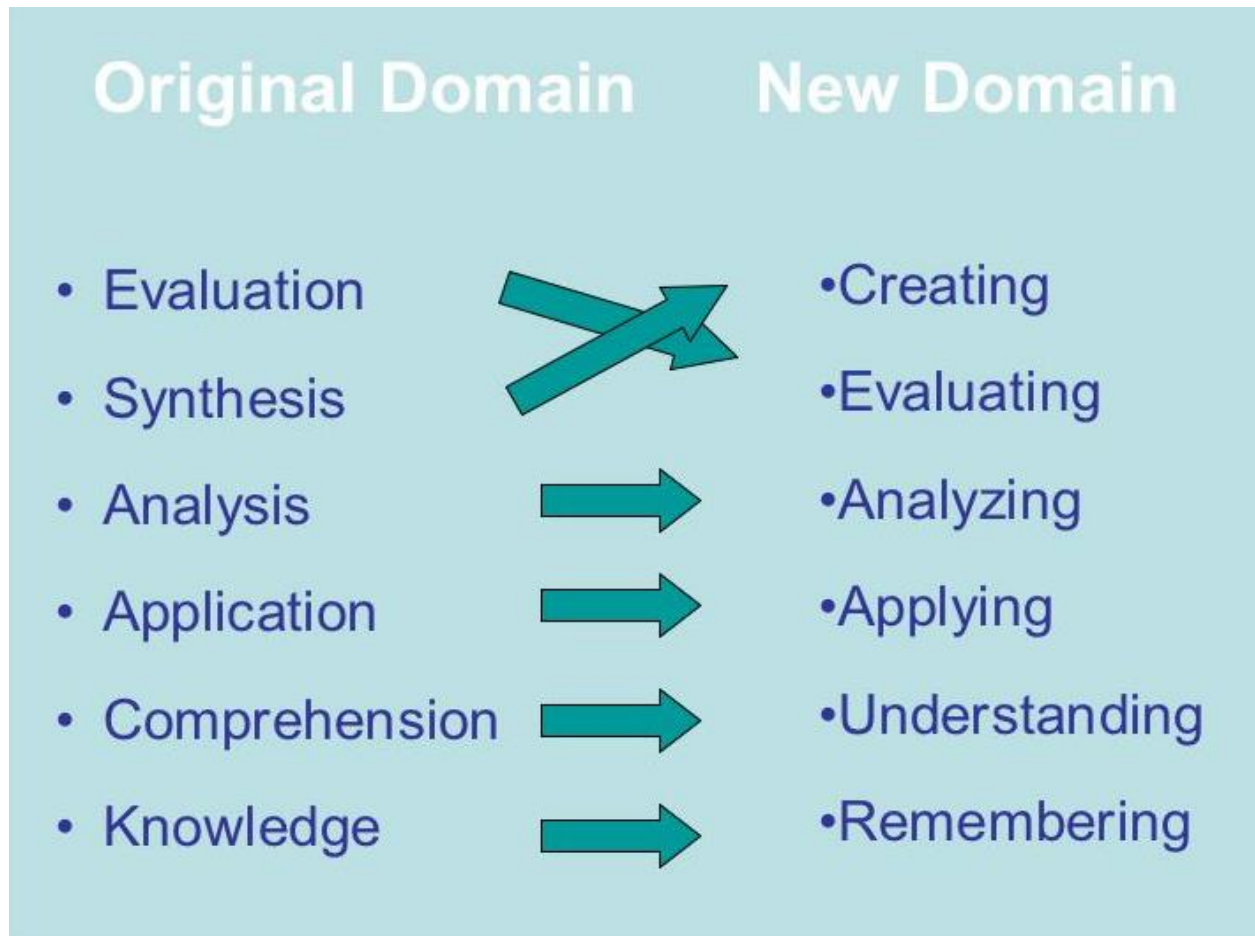 Original Domain New Domain
• Evaluation •Creating
• Synthesis •Evaluating
• Analysis •Analyzing
• Application •Applying
• Comprehension •Understanding
• Knowledge •Remembering